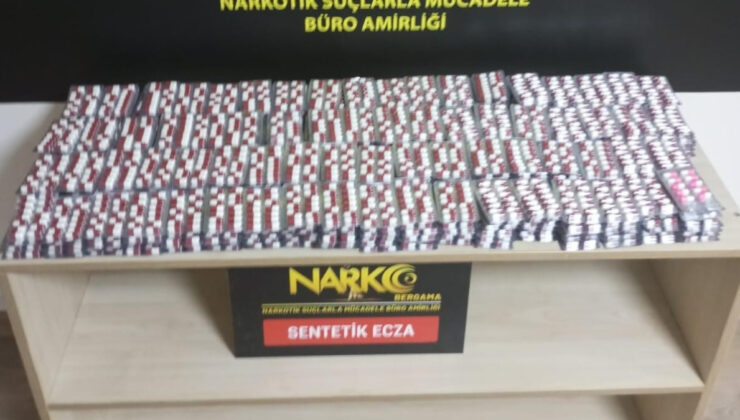 NARKOTİK SUÇLARLA MÜCADELE
BÜRO AMİRLİĞİ
NARKO
BERGAMA
NARKOTİK SUÇLARLA MÜCADELE BÜRO AMİRLİĞİ
SENTETİK ECZA